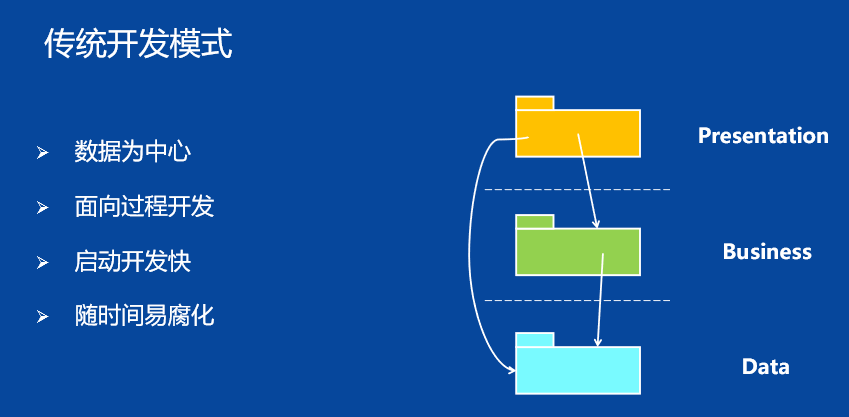 传统开发模式
数据为中心
面向过程开发
启动开发快
随时间易腐化
Presentation
Business
Data